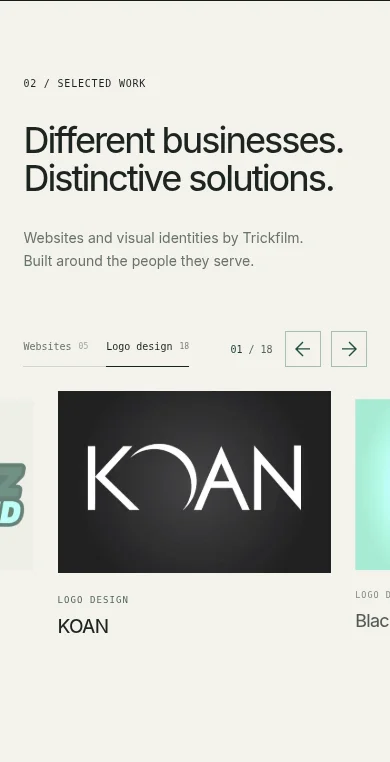 02 / SELECTED WORK
Different businesses.
Distinctive solutions.
Websites and visual identities by Trickfilm.
Built around the people they serve.
Websites 05 Logo design 18 01 / 18
KOAN
LOGO DESIGN
KOAN